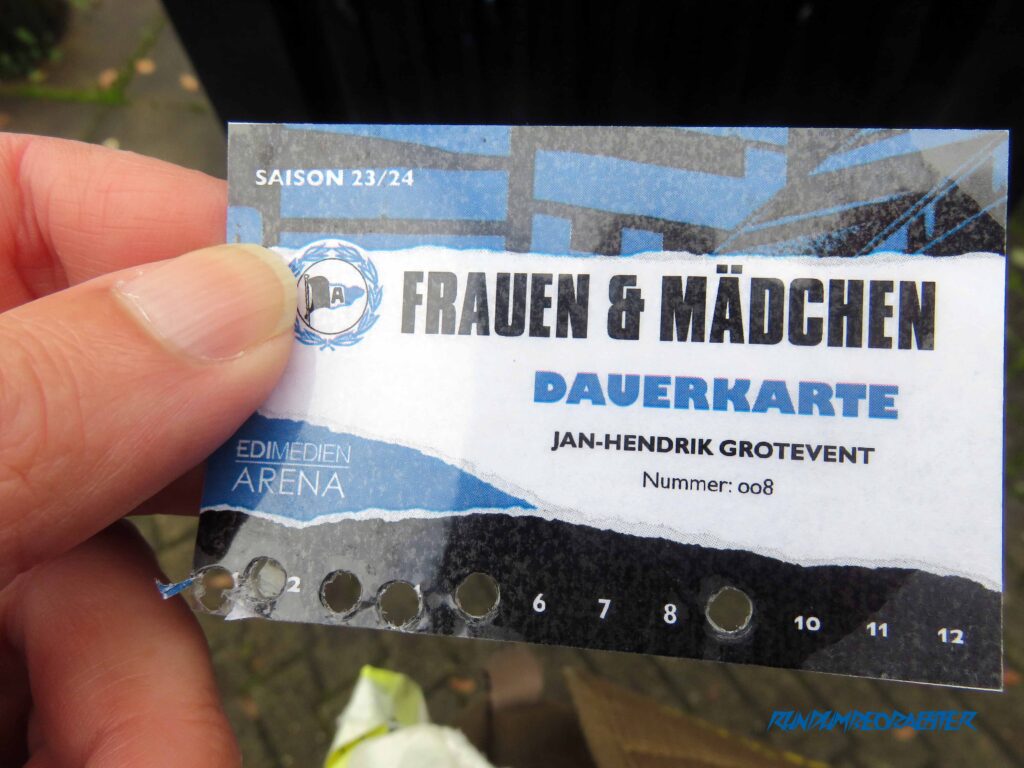 SAISON 23/24
A
FRAUEN & MÄDCHEN
DAUERKARTE
JAN-HENDRIK GROTEVENT
Nummer: 008
EDIMEDIEN
ARENA
2 6 7 8 10 11 12